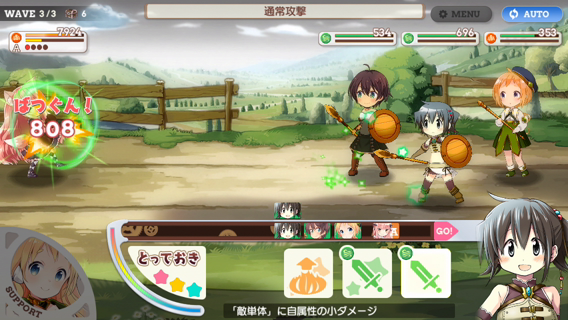 WAVE 3/3
6
通常攻撃
MENU
AUTO
7924
A
534
696
353
ばつぐん!
808
A
GO!
とっておき
SUPPORT
「敵単体」に自属性の小ダメージ